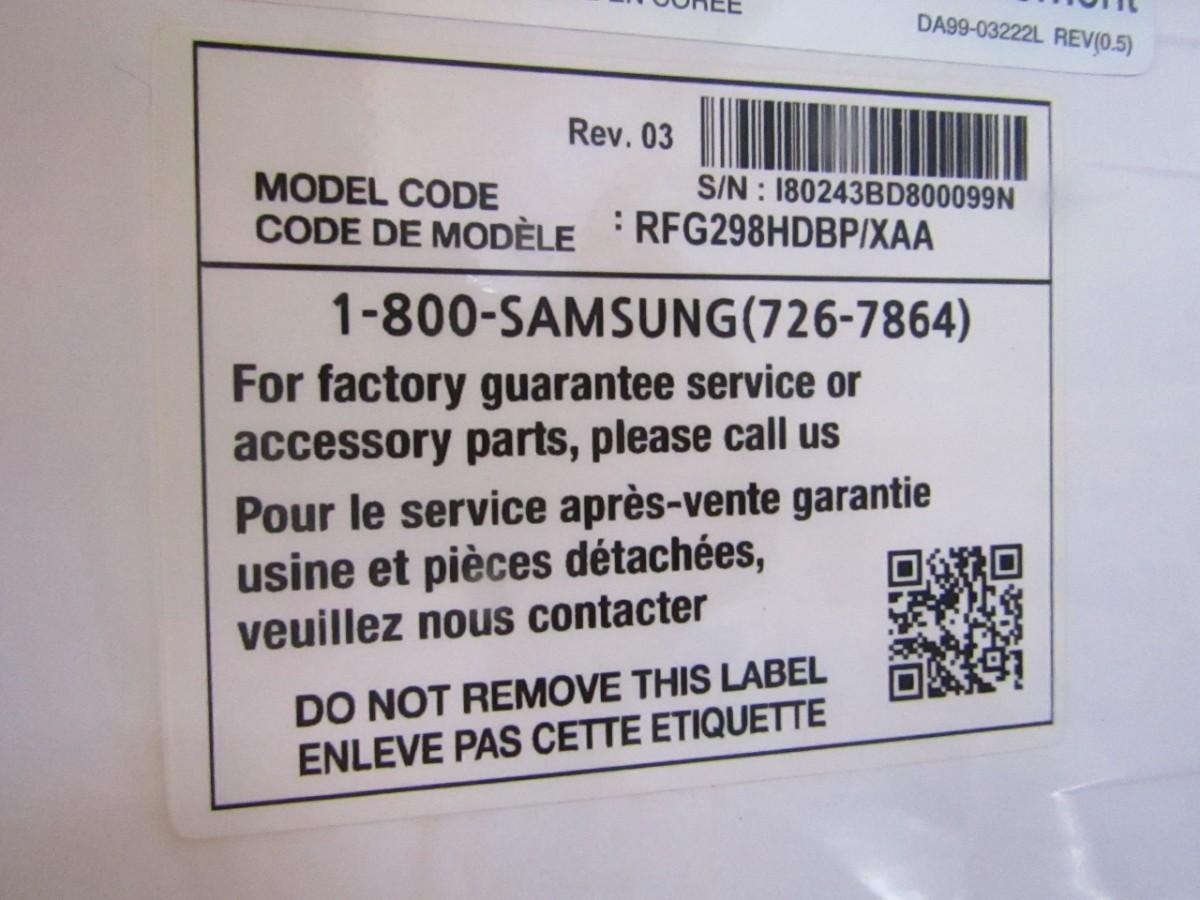 EN CORÉE
DA99-03222L REV(0.5)
Rev. 03
S/N : I80243BD800099N
MODEL CODE
CODE DE MODÈLE : RFG298HDBP/XAA
1-800-SAMSUNG(726-7864)
For factory guarantee service or
accessory parts, please call us
Pour le service après-vente garantie
usine et pièces détachées,
veuillez nous contacter
DO NOT REMOVE THIS LABEL
ENLEVE PAS CETTE ETIQUETTE